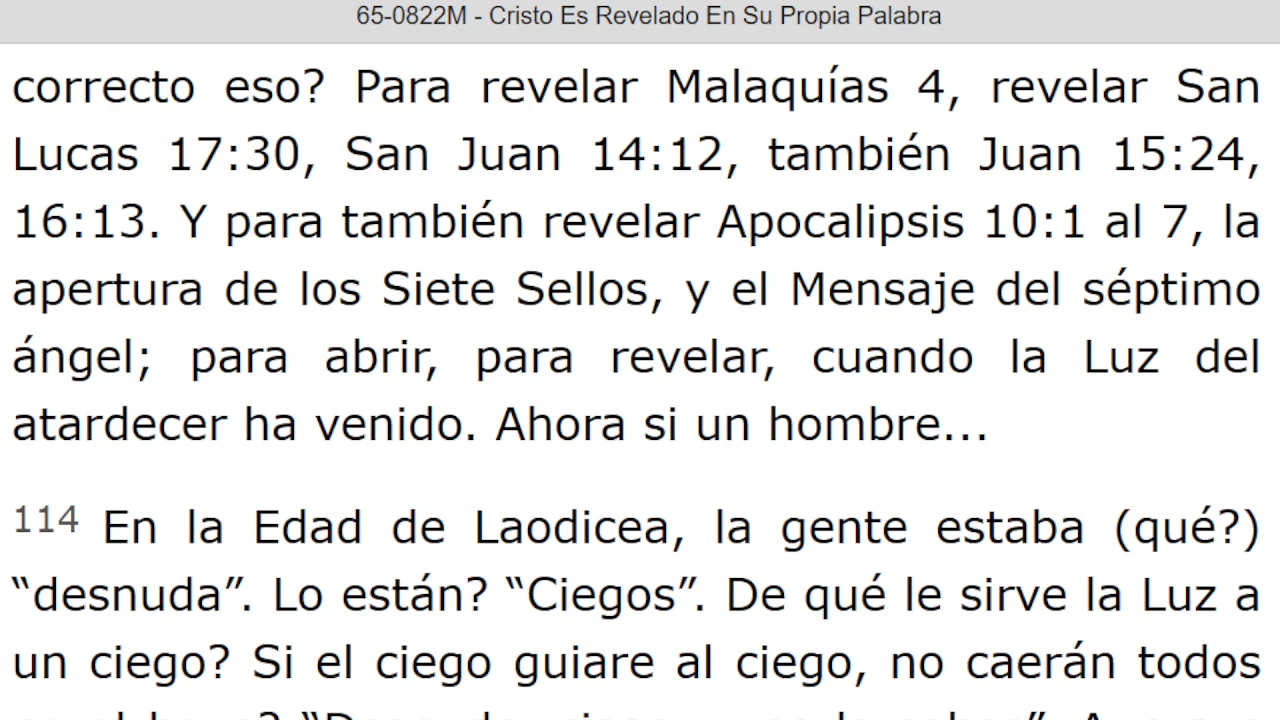 65-0822M - Cristo Es Revelado En Su Propia Palabra
correcto eso? Para revelar Malaquías 4, revelar San
Lucas 17:30, San Juan 14:12, también Juan 15:24,
16:13. Y para también revelar Apocalipsis 10:1 al 7, la
apertura de los Siete Sellos, y el Mensaje del séptimo
ángel; para abrir, para revelar, cuando la Luz del
atardecer ha venido. Ahora si un hombre...
114 En la Edad de Laodicea, la gente estaba (qué?)
“desnuda”. Lo están? “Ciegos”. De qué le sirve la Luz a
un ciego? Si el ciego guiare al ciego, no caerán todos